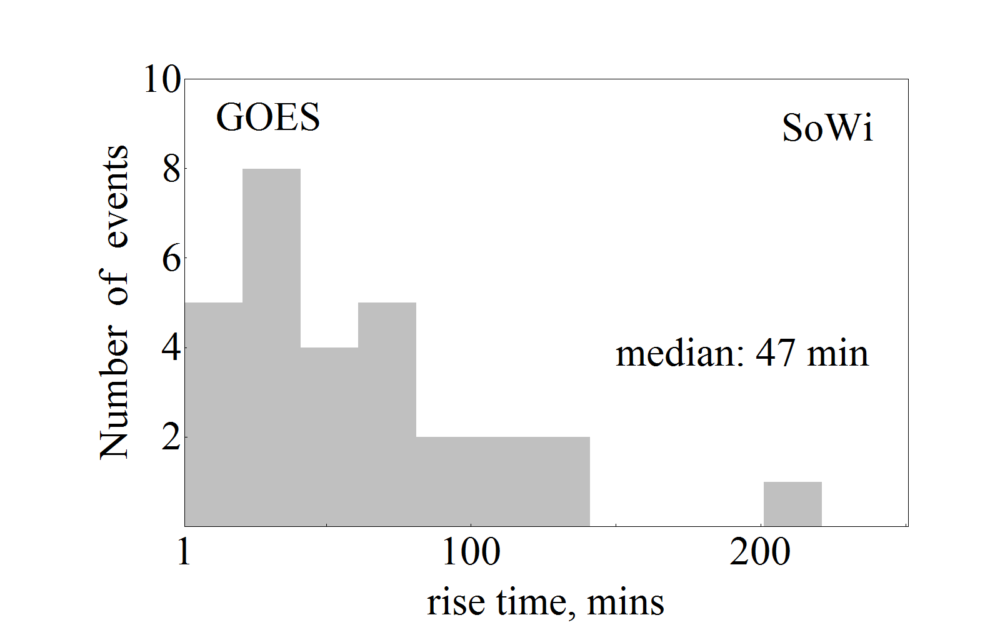 10
GOES
SoWi
8
6
4
median: 47 min
2
Number of events
1 100 200
rise time, mins